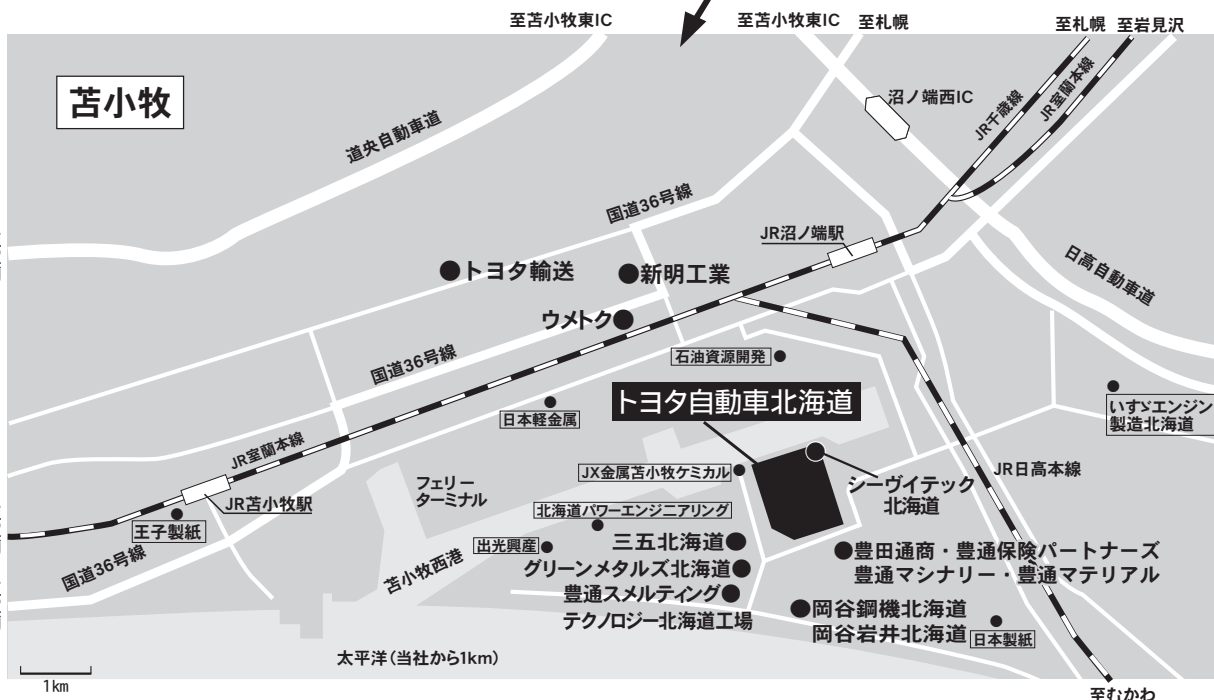 至苫小牧東IC
至苫小牧東IC
至札幌
至札幌
至岩見沢
苫小牧
道央自動車道
沼ノ端西IC
JR千歳線
JR室蘭本線
国道36号線
JR沼ノ端駅
日高自動車道
トヨタ輸送
新明工業
ウメトク
国道36号線
石油資源開発
トヨタ自動車北海道
日本軽金属
いすゞエンジン
製造北海道
JR室蘭本線
JX金属苫小牧ケミカル
シーヴイテック
北海道
JR日高本線
フェリー
ターミナル
JR苫小牧駅
王子製紙
北海道パワーエンジニアリング
三五北海道
出光興産
苫小牧西港
グリーンメタルズ北海道
豊通スメルティング
テクノロジー北海道工場
豊田通商・豊通保険パートナーズ
豊通マシナリー・豊通マテリアル
岡谷鋼機北海道
岡谷岩井北海道
日本製紙
国道36号線
太平洋(当社から1km)
1km
至むかわ